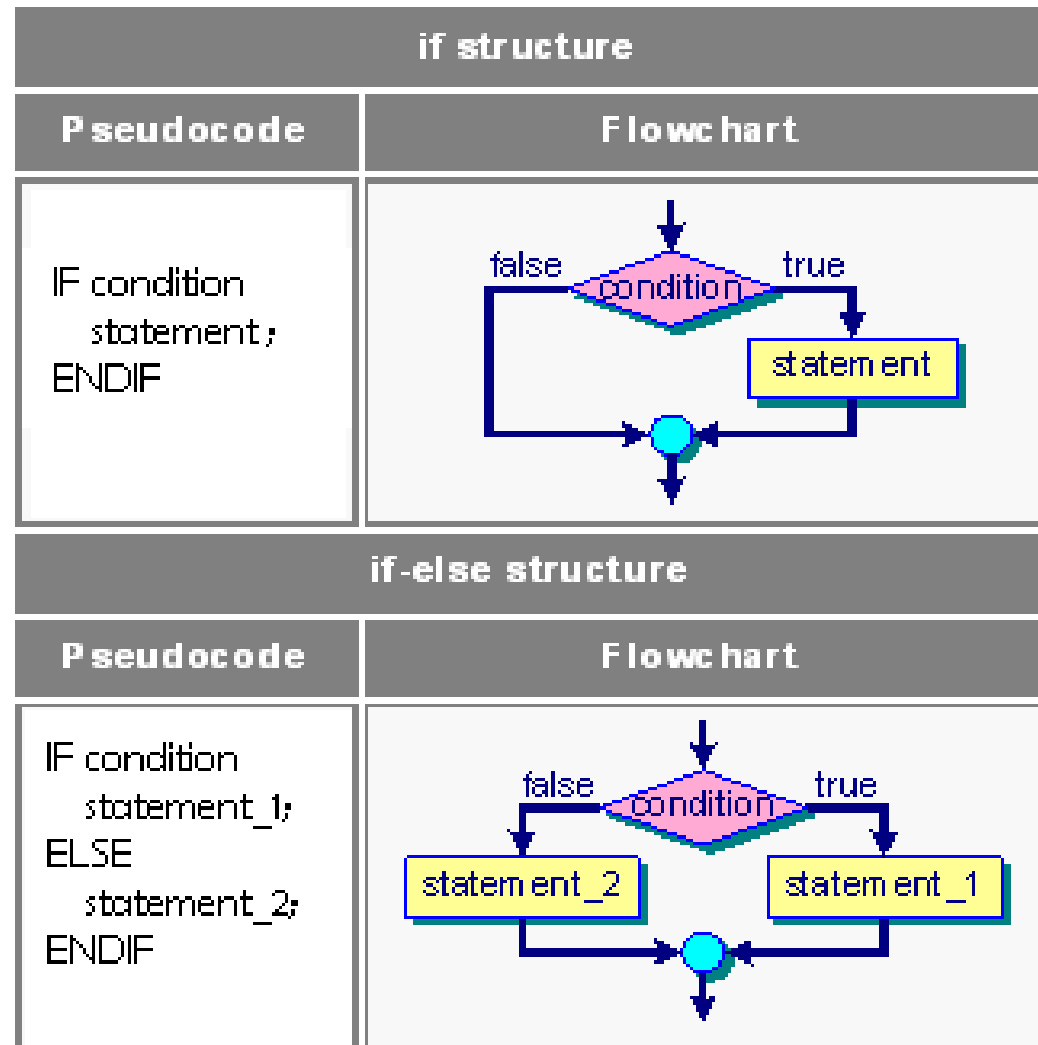 if structure
Pseudocode
Flowchart
IF condition
statement;
ENDIF
false
condition
true
statement
if-else structure
Pseudocode
Flowchart
IF condition
statement_1;
ELSE
statement_2;
ENDIF
false
condition
true
statement_2
statement_1